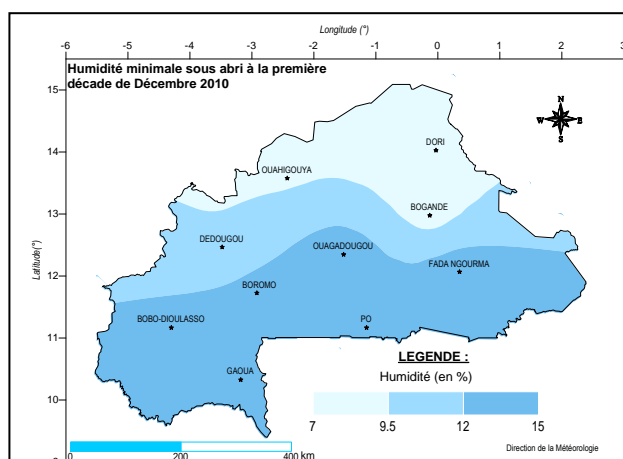 Longitude (°)
-6 -5 -4 -3 -2 -1 0 1 2
Humidité minimale sous abri à la première
décade de Décembre 2010
15
14
13
12
11
10
Latitude(°)
N
W E
S
DORI
OUAHIGOUYA
BOGANDE
DEDOUGOU
OUAGADOUGOU
FADA NGOURMA
BOROMO
BOBO-DIOULASSO
PO
GAOUA
LEGENDE :
Humidité (en %)
7 9.5 12 15
0 200 400 km
Direction de la Météorologie